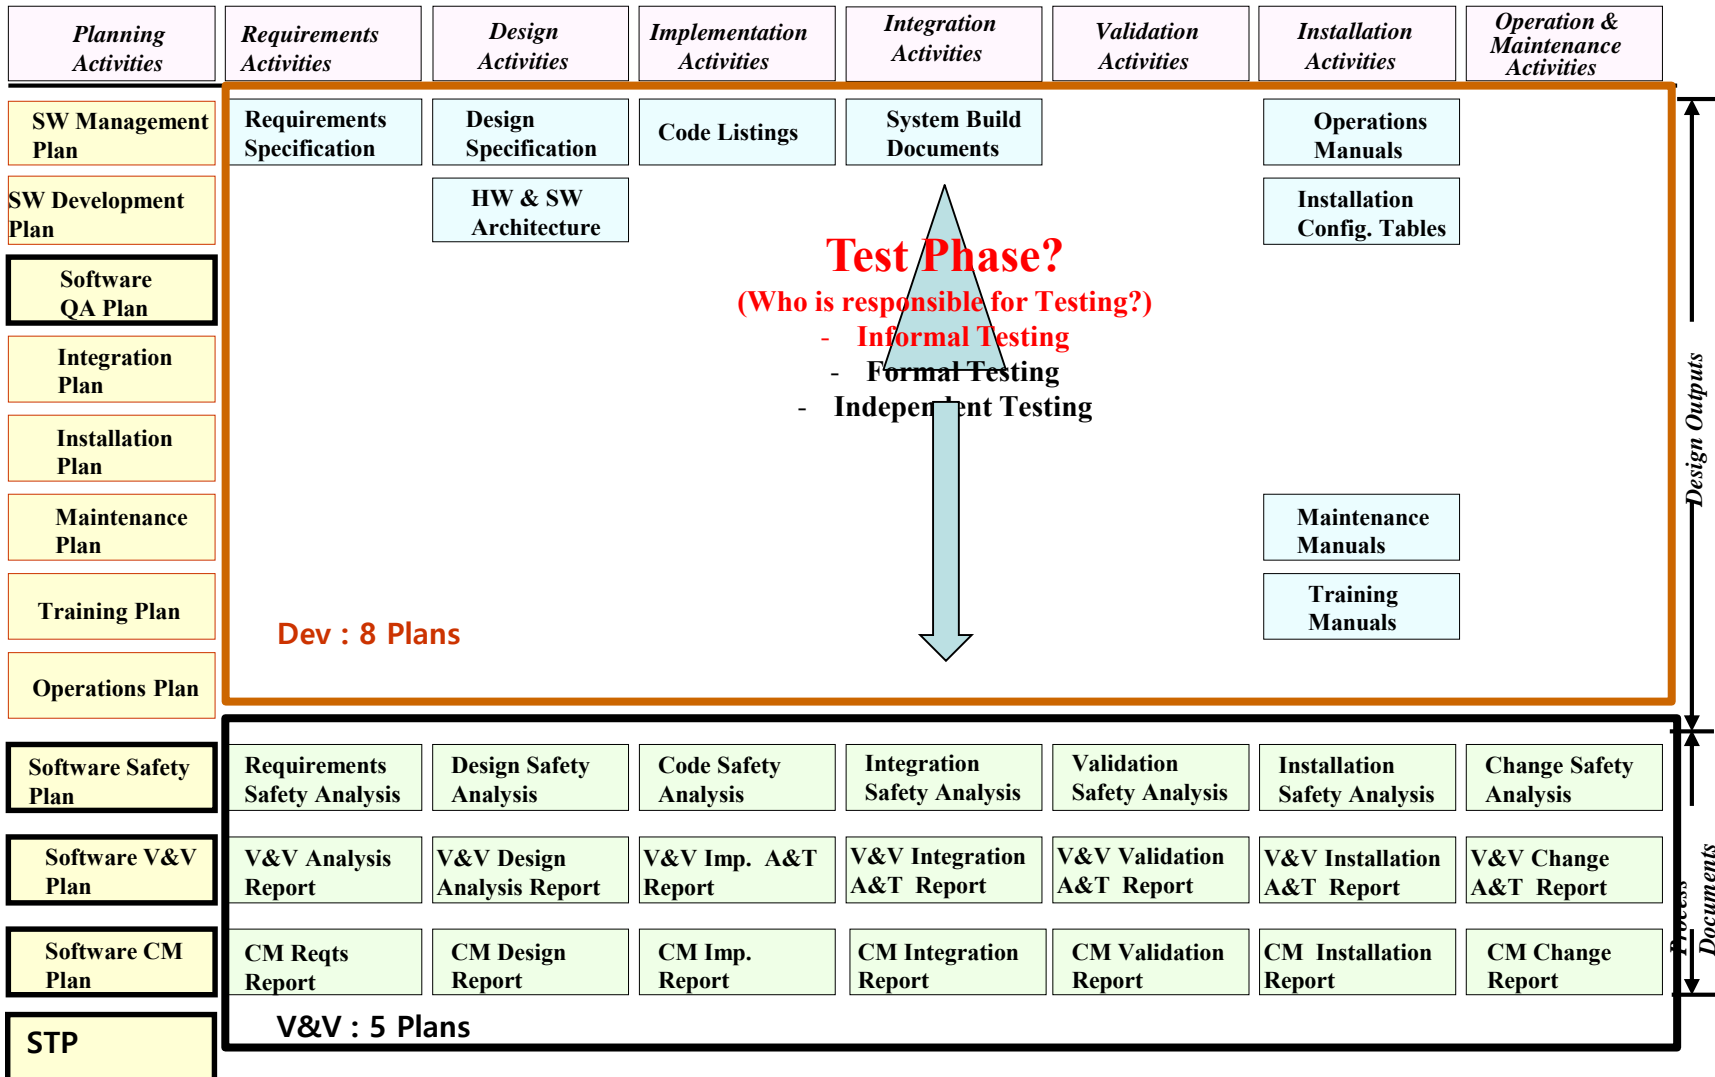 Planning
Activities
Requirements
Activities
Design
Activities
Implementation
Activities
Integration
Activities
Validation
Activities
Installation
Activities
Operation &
Maintenance
Activities
SW Management
Plan
Requirements
Specification
Design
Specification
Code Listings
System Build
Documents
Operations
Manuals
SW Development
Plan
HW & SW
Architecture
Installation
Config. Tables
Software
QA Plan
Test Phase?
(Who is responsible for Testing?)
- Informal Testing
- Formal Testing
- Independent Testing
Integration
Plan
Installation
Plan
Maintenance
Plan
Maintenance
Manuals
Training Plan
Training
Manuals
Dev : 8 Plans
Operations Plan
Design Outputs
Software Safety
Plan
Requirements
Safety Analysis
Design Safety
Analysis
Code Safety
Analysis
Integration
Safety Analysis
Validation
Safety Analysis
Installation
Safety Analysis
Change Safety
Analysis
Software V&V
Plan
V&V Analysis
Report
V&V Design
Analysis Report
V&V Imp. A&T
Report
V&V Integration
A&T Report
V&V Validation
A&T Report
V&V Installation
A&T Report
V&V Change
A&T Report
Software CM
Plan
CM Reqts
Report
CM Design
Report
CM Imp.
Report
CM Integration
Report
CM Validation
Report
CM Installation
Report
CM Change
Report
Process
Documents
STP
V&V : 5 Plans